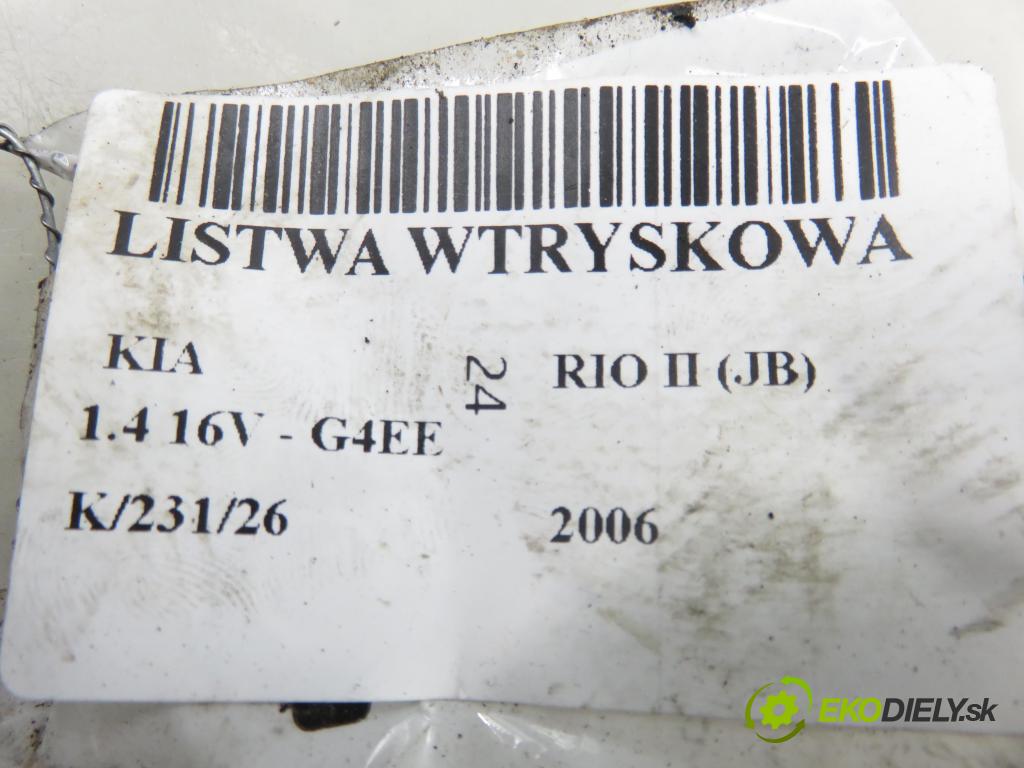 LISTWA WTRYSKOWA
KIA
24
RIO II (JB)
1.4 16V - G4EE
K/231/26
2006
EKODIELY.sk